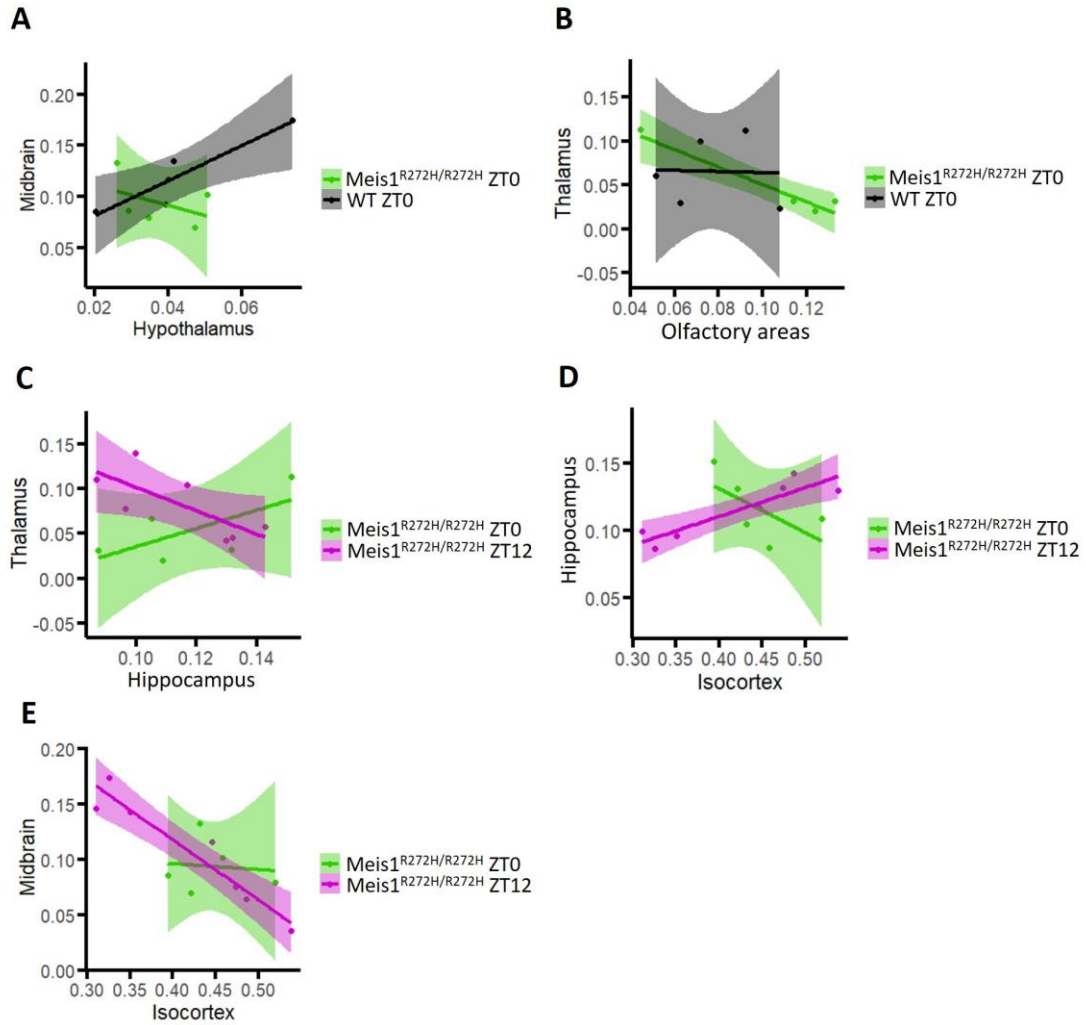 A
Midbrain
0.20
0.15
0.10
0.05
0.02 0.04 0.06
Hypothalamus
Meis1R272H/R272H ZT0
WT ZT0
B
Thalamus
0.15
0.10
0.05
0.00
-0.05
0.04 0.06 0.08 0.10 0.12
Olfactory areas
Meis1R272H/R272H ZT0
WT ZT0
C
Thalamus
0.15
0.10
0.05
0.00
-0.05
0.10 0.12 0.14
Hippocampus
Meis1R272H/R272H ZT0
Meis1R272H/R272H ZT12
D
Hippocampus
0.15
0.10
0.05
0.30 0.35 0.40 0.45 0.50
Isocortex
Meis1R272H/R272H ZT0
Meis1R272H/R272H ZT12
E
Midbrain
0.20
0.15
0.10
0.05
0.00
0.30 0.35 0.40 0.45 0.50
Isocortex
Meis1R272H/R272H ZT0
Meis1R272H/R272H ZT12